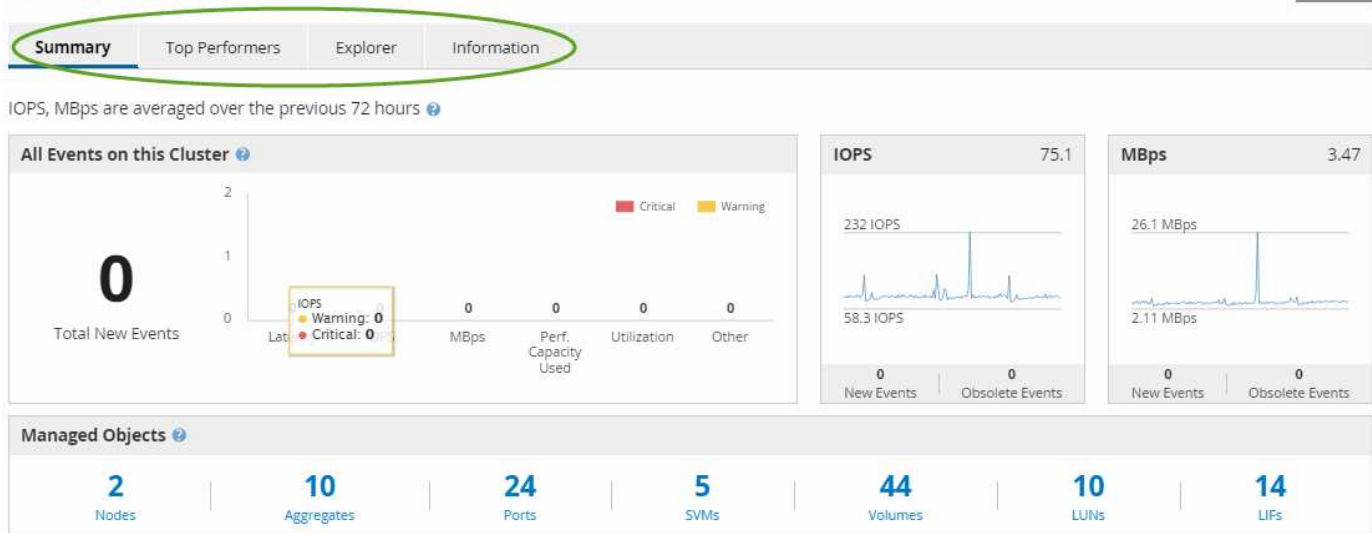 Summary Top Performers Explorer Information
IOPS, MBps are averaged over the previous 72 hours
All Events on this Cluster
0
Total New Events
2
1
0
Critical Warning
IOPS
Warning: 0
Critical: 0
0 0 0 0
MBps Perf. Capacity Used Utilization Other
IOPS 75.1
232 IOPS
58.3 IOPS
0 0
New Events Obsolete Events
MBps 3.47
26.1 MBps
2.11 MBps
0 0
New Events Obsolete Events
Managed Objects
2 10 24 5 44 10 14
Nodes Aggregates Ports SVMs Volumes LUNs LIFs